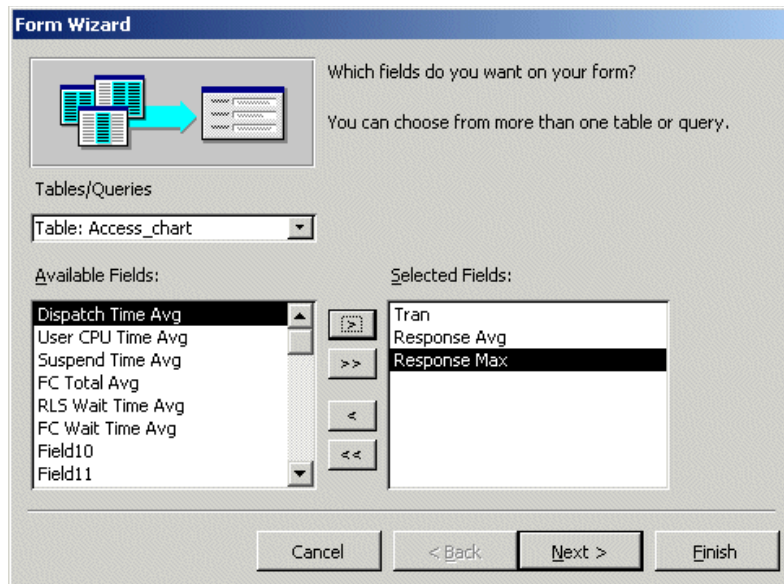 Form Wizard
Which fields do you want on your form?
You can choose from more than one table or query.
Tables/Queries
Table: Access_chart
Available Fields:
Selected Fields:
Dispatch Time Avg
User CPU Time Avg
Suspend Time Avg
FC Total Avg
RLS Wait Time Avg
FC Wait Time Avg
Field10
Field11
>
>>
<
<<
Tran
Response Avg
Response Max
Cancel
< Back
Next >
Finish